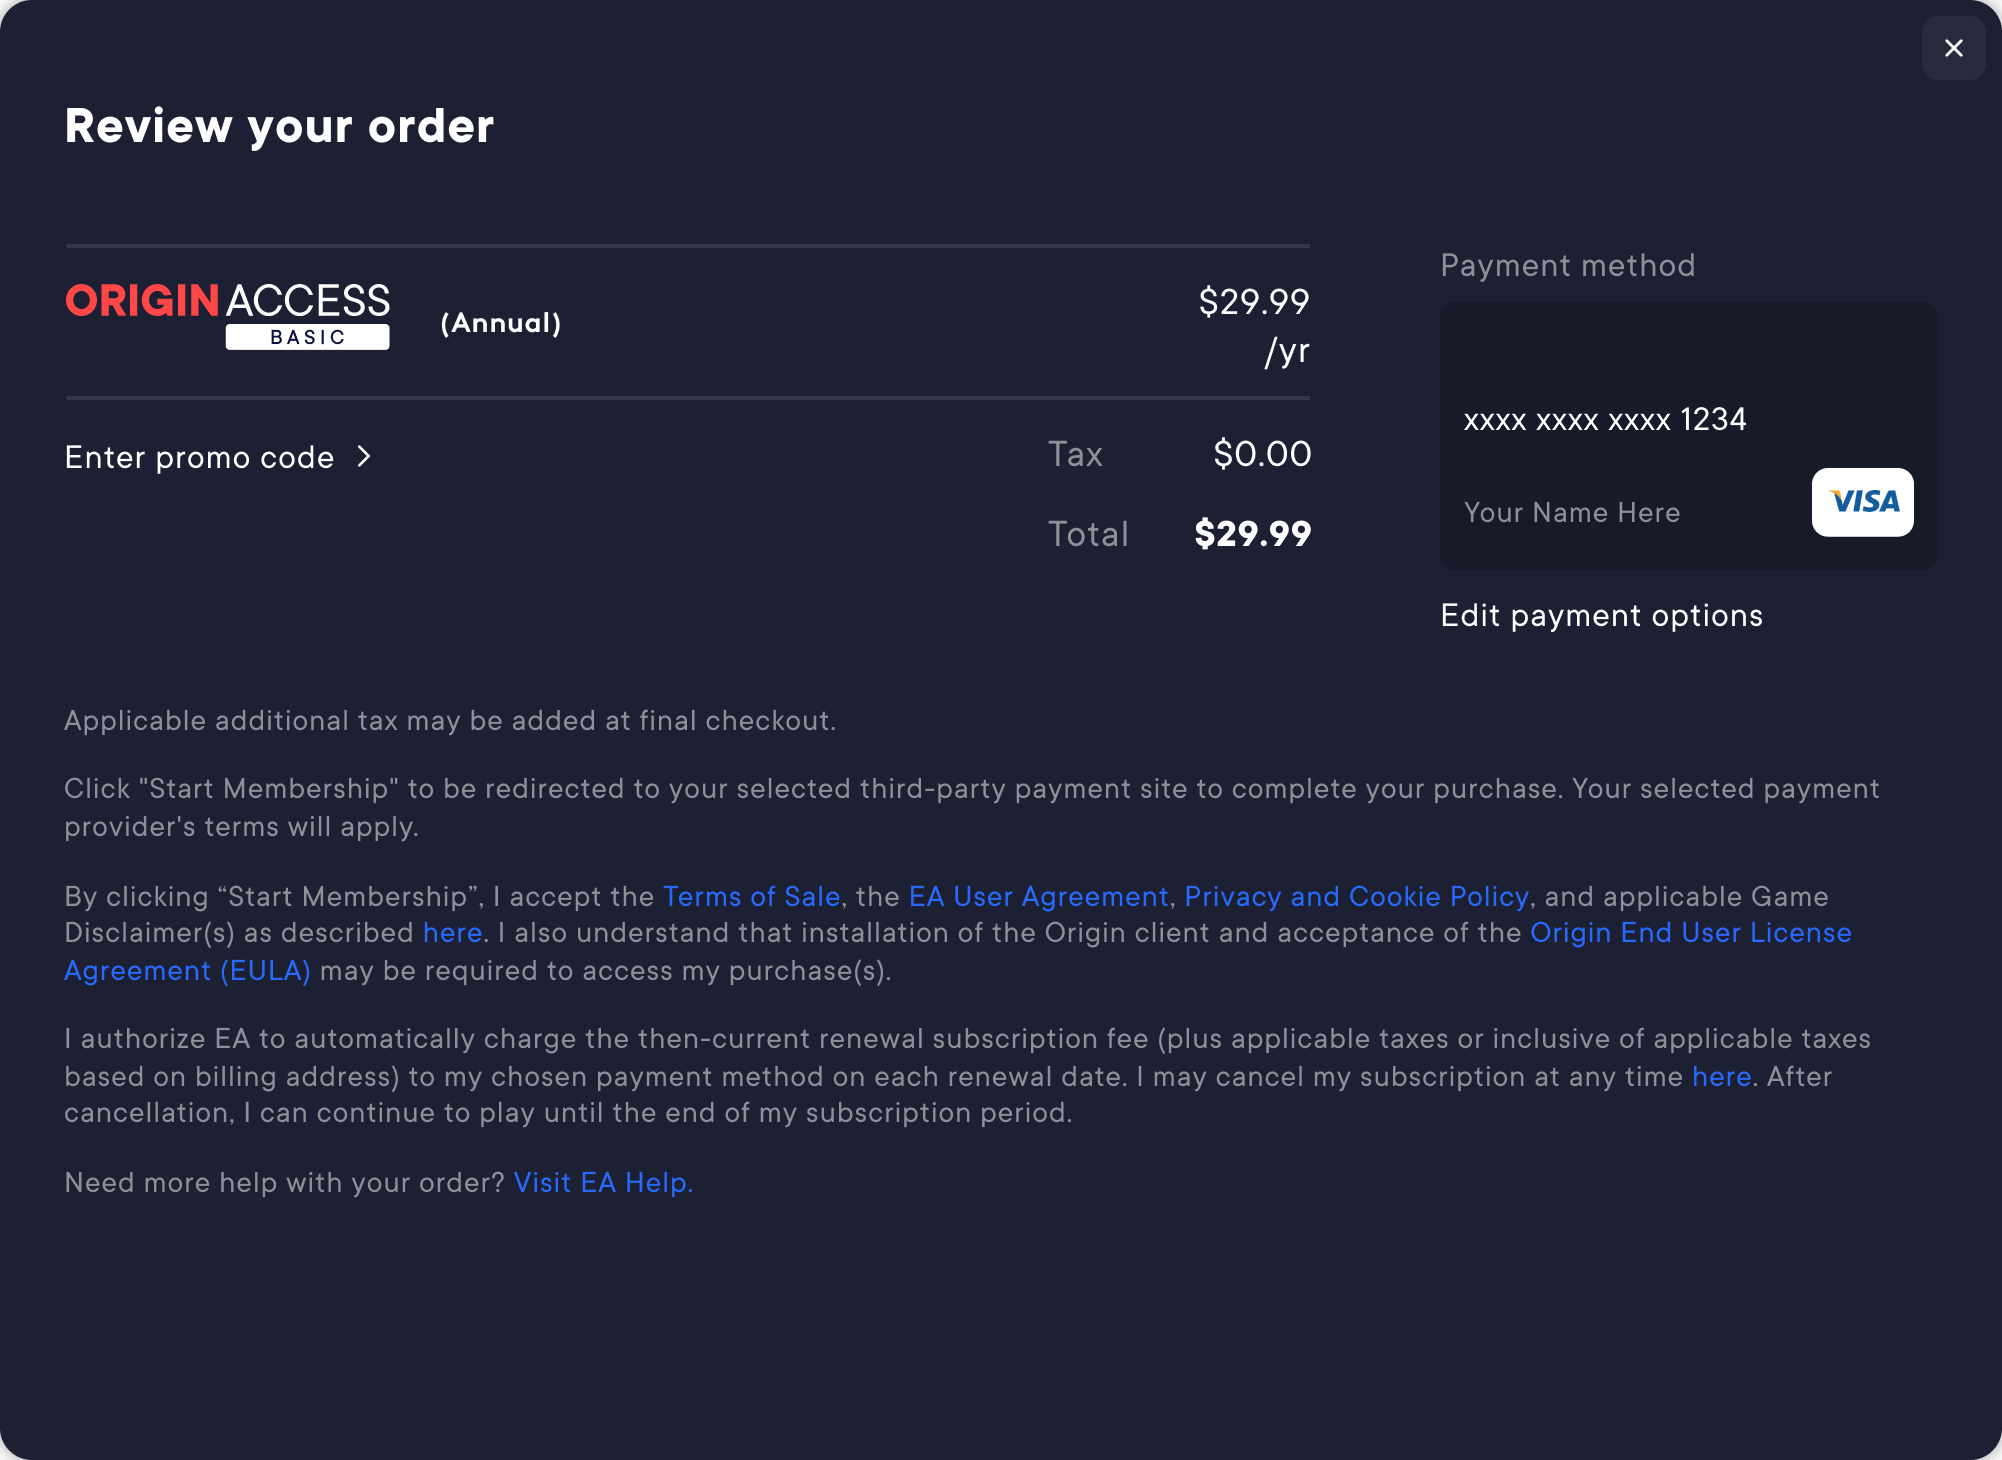 Review your order
ORIGIN ACCESS
BASIC
(Annual)
$29.99
/yr
Enter promo code
Tax $0.00
Total $29.99
Payment method
xxxx xxxx xxxx 1234
Your Name Here
VISA
Edit payment options
Applicable additional tax may be added at final checkout.
Click "Start Membership" to be redirected to your selected third-party payment site to complete your purchase. Your selected payment
provider's terms will apply.
By clicking “Start Membership”, I accept the Terms of Sale, the EA User Agreement, Privacy and Cookie Policy, and applicable Game
Disclaimer(s) as described here. I also understand that installation of the Origin client and acceptance of the Origin End User License
Agreement (EULA) may be required to access my purchase(s).
I authorize EA to automatically charge the then-current renewal subscription fee (plus applicable taxes or inclusive of applicable taxes
based on billing address) to my chosen payment method on each renewal date. I may cancel my subscription at any time here. After
cancellation, I can continue to play until the end of my subscription period.
Need more help with your order? Visit EA Help.